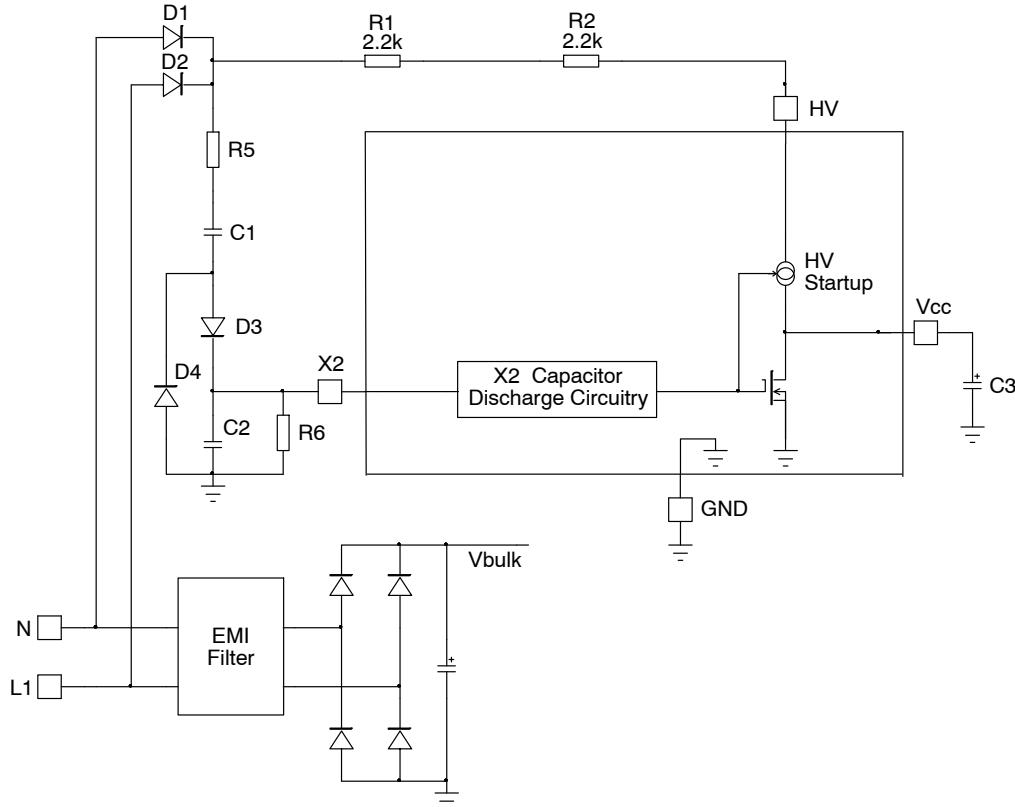 D1
D2
R1
2.2k
R2
2.2k
HV
R5
C1
HV
Startup
D3
Vcc
X2
D4
X2 Capacitor
Discharge Circuitry
C3
C2
R6
GND
Vbulk
N
EMI
Filter
L1
+
+